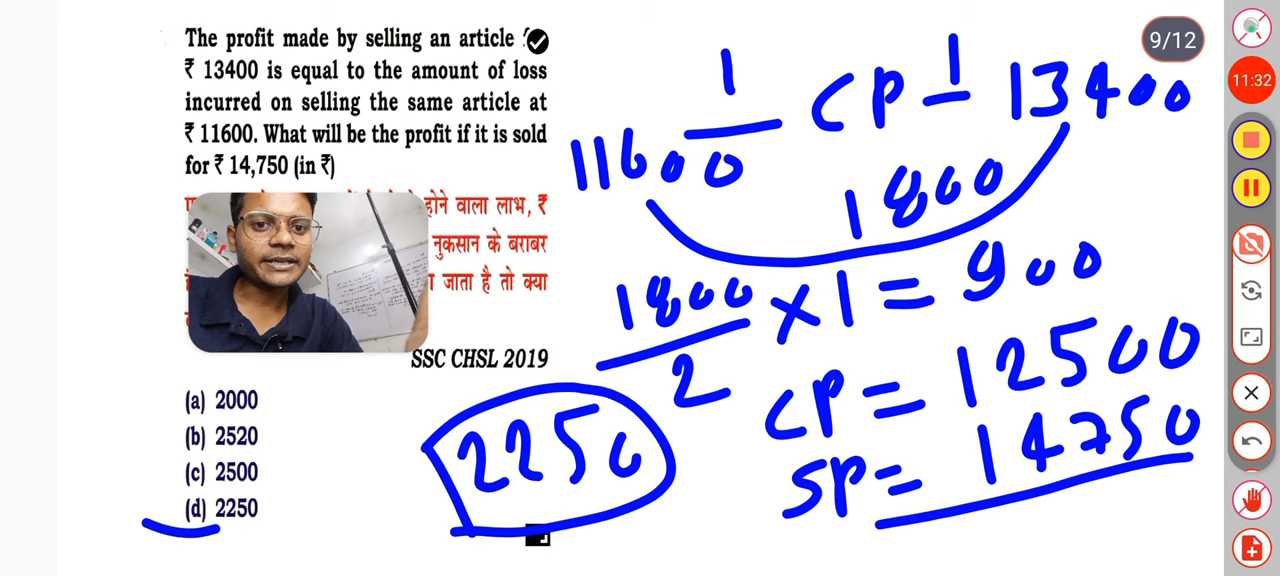 The profit made by selling an article
₹ 13400 is equal to the amount of loss
incurred on selling the same article at
₹ 11600. What will be the profit if it is sold
for ₹ 14,750 (in ₹)
होने वाला लाभ, ₹
नुकसान के बराबर
जाता है तो क्या
SSC CHSL 2019
(a) 2000
(b) 2520
(c) 2500
(d) 2250
1 CP 1 13400
11600
1800
1800/2 × 1 = 900
CP = 12500
SP = 14750
2250
9/12
11:32